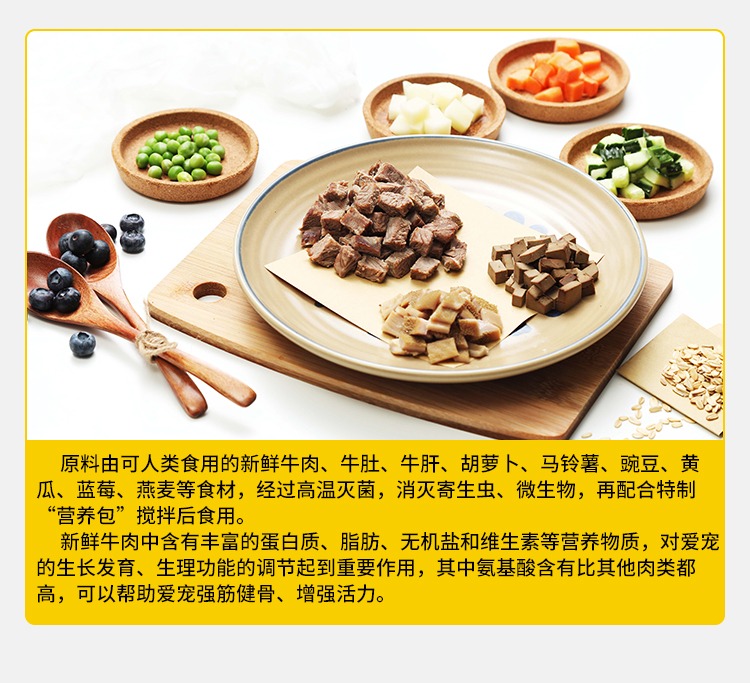 原料由可人类食用的新鲜牛肉、牛肚、牛肝、胡萝卜、马铃薯、豌豆、黄
瓜、蓝莓、燕麦等食材，经过高温灭菌，消灭寄生虫、微生物，再配合特制
“营养包”搅拌后食用。
新鲜牛肉中含有丰富的蛋白质、脂肪、无机盐和维生素等营养物质，对爱宠
的生长发育、生理功能的调节起到重要作用，其中氨基酸含有比其他肉类都
高，可以帮助爱宠强筋健骨、增强活力。